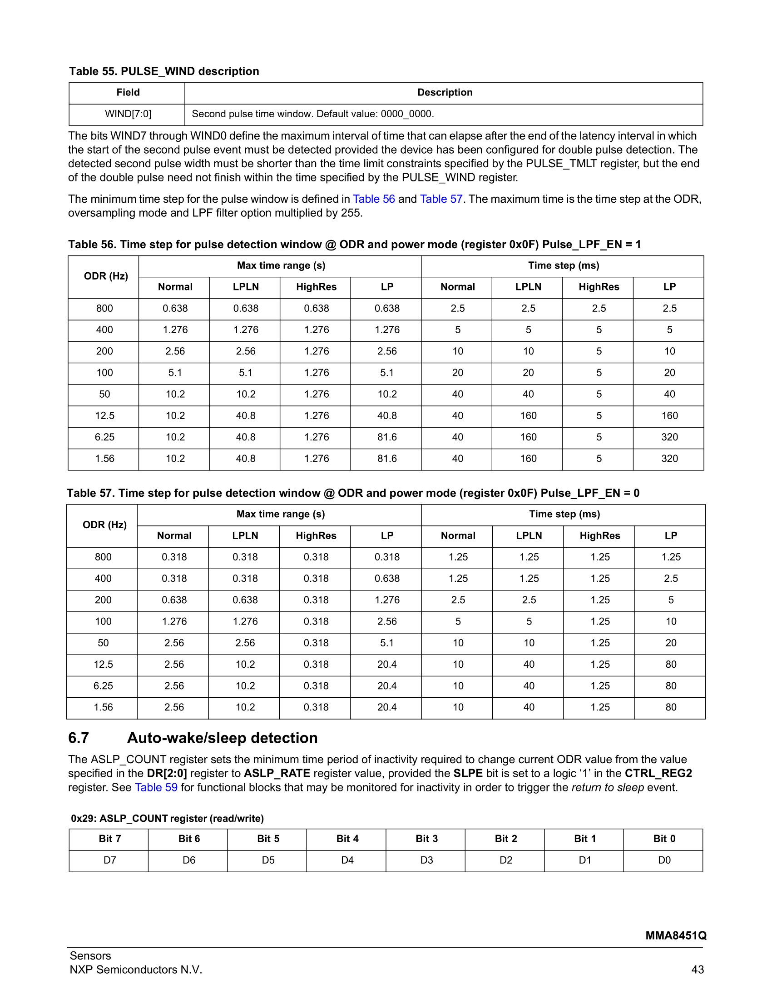 Table 55. PULSE_WIND description
Field Description
WIND[7:0] Second pulse time window. Default value: 0000_0000.
The bits WIND7 through WIND0 define the maximum interval of time that can elapse after the end of the latency interval in which
the start of the second pulse event must be detected provided the device has been configured for double pulse detection. The
detected second pulse width must be shorter than the time limit constraints specified by the PULSE_TMLT register, but the end
of the double pulse need not finish within the time specified by the PULSE_WIND register.
The minimum time step for the pulse window is defined in Table 56 and Table 57. The maximum time is the time step at the ODR,
oversampling mode and LPF filter option multiplied by 255.
Table 56. Time step for pulse detection window @ ODR and power mode (register 0x0F) Pulse_LPF_EN = 1
ODR (Hz) Max time range (s) Time step (ms)
Normal LPLN HighRes LP Normal LPLN HighRes LP
800 0.638 0.638 0.638 0.638 2.5 2.5 2.5 2.5
400 1.276 1.276 1.276 1.276 5 5 5 5
200 2.56 2.56 1.276 2.56 10 10 5 10
100 5.1 5.1 1.276 5.1 20 20 5 20
50 10.2 10.2 1.276 10.2 40 40 5 40
12.5 10.2 40.8 1.276 40.8 40 160 5 160
6.25 10.2 40.8 1.276 81.6 40 160 5 320
1.56 10.2 40.8 1.276 81.6 40 160 5 320
Table 57. Time step for pulse detection window @ ODR and power mode (register 0x0F) Pulse_LPF_EN = 0
ODR (Hz) Max time range (s) Time step (ms)
Normal LPLN HighRes LP Normal LPLN HighRes LP
800 0.318 0.318 0.318 0.318 1.25 1.25 1.25 1.25
400 0.318 0.318 0.318 0.638 1.25 1.25 1.25 2.5
200 0.638 0.638 0.318 1.276 2.5 2.5 1.25 5
100 1.276 1.276 0.318 2.56 5 5 1.25 10
50 2.56 2.56 0.318 5.1 10 10 1.25 20
12.5 2.56 10.2 0.318 20.4 10 40 1.25 80
6.25 2.56 10.2 0.318 20.4 10 40 1.25 80
1.56 2.56 10.2 0.318 20.4 10 40 1.25 80
6.7 Auto-wake/sleep detection
The ASLP_COUNT register sets the minimum time period of inactivity required to change current ODR value from the value
specified in the DR[2:0] register to ASLP_RATE register value, provided the SLPE bit is set to a logic ‘1’ in the CTRL_REG2
register. See Table 59 for functional blocks that may be monitored for inactivity in order to trigger the return to sleep event.
0x29: ASLP_COUNT register (read/write)
Bit 7 Bit 6 Bit 5 Bit 4 Bit 3 Bit 2 Bit 1 Bit 0
D7 D6 D5 D4 D3 D2 D1 D0
MMA8451Q
Sensors
NXP Semiconductors N.V. 43